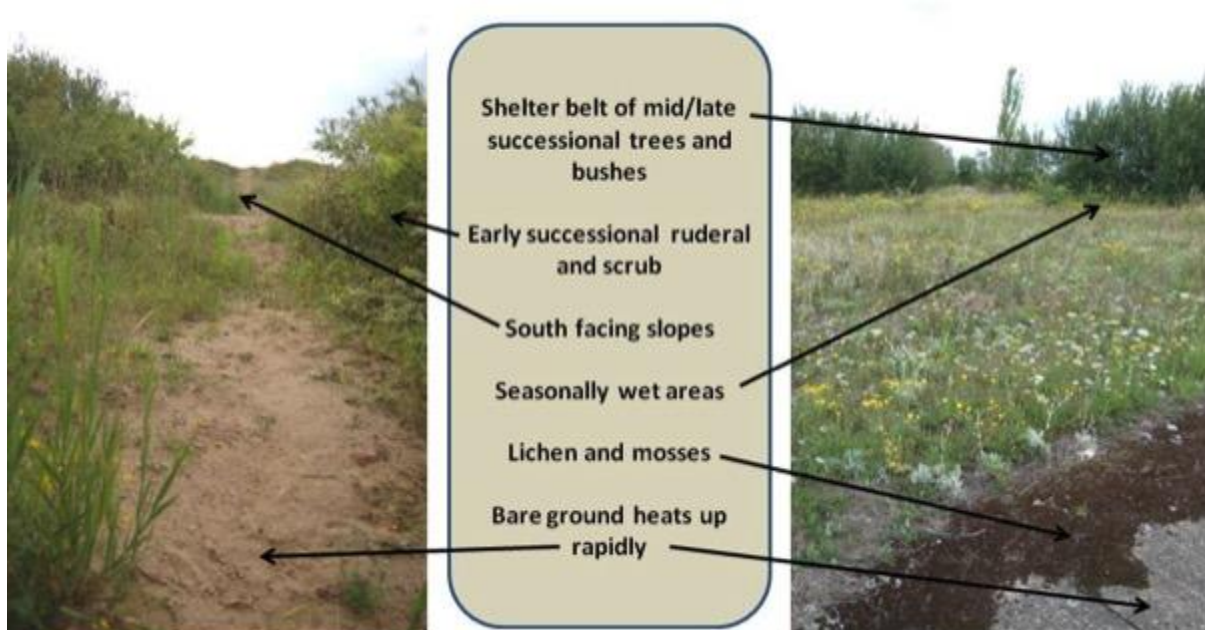 Shelter belt of mid/late
successional trees and
bushes
Early successional ruderal
and scrub
South facing slopes
Seasonally wet areas
Lichen and mosses
Bare ground heats up
rapidly